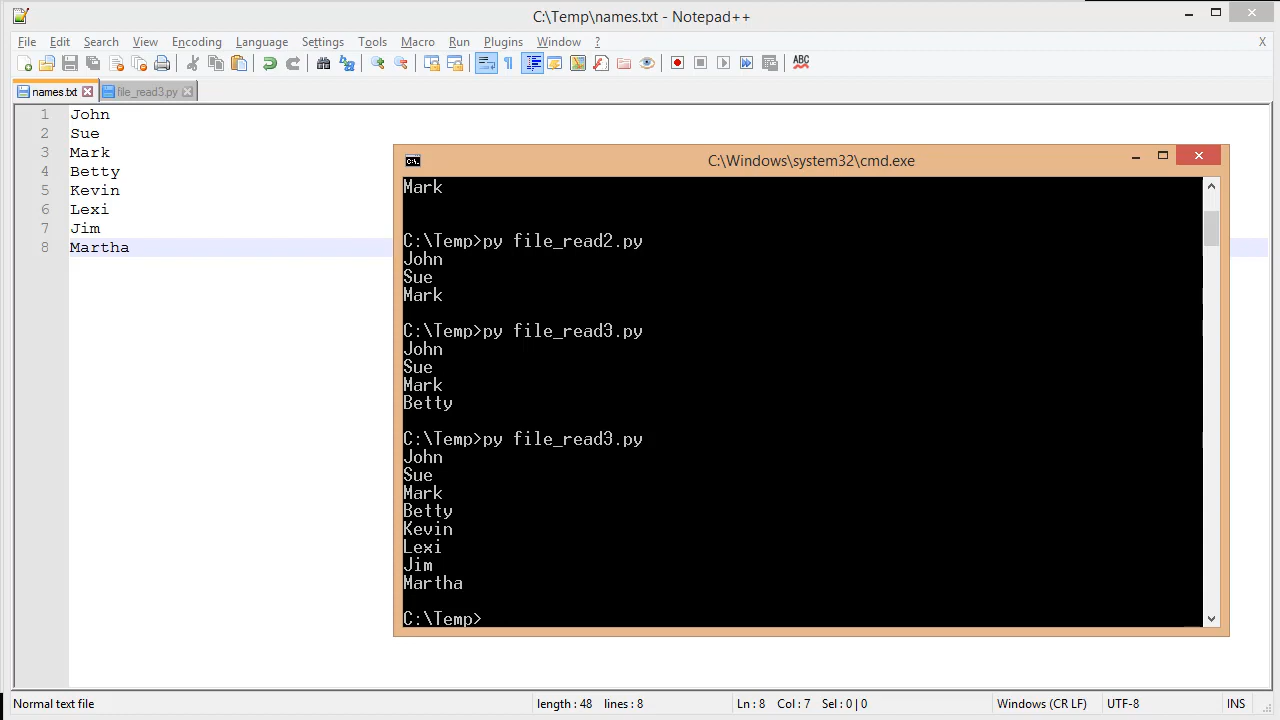 C:\Temp\names.txt - Notepad++
File Edit Search View Encoding Language Settings Tools Macro Run Plugins Window ? X
ABC
names.txt file_read3.py
1 John
2 Sue
3 Mark
4 Betty
5 Kevin
6 Lexi
7 Jim
8 Martha
C:\Windows\system32\cmd.exe
Mark
C:\Temp>py file_read2.py
John
Sue
Mark
C:\Temp>py file_read3.py
John
Sue
Mark
Betty
C:\Temp>py file_read3.py
John
Sue
Mark
Betty
Kevin
Lexi
Jim
Martha
C:\Temp>
Normal text file length : 48 lines : 8 Ln : 8 Col : 7 Sel : 0 | 0 Windows (CR LF) UTF-8 INS